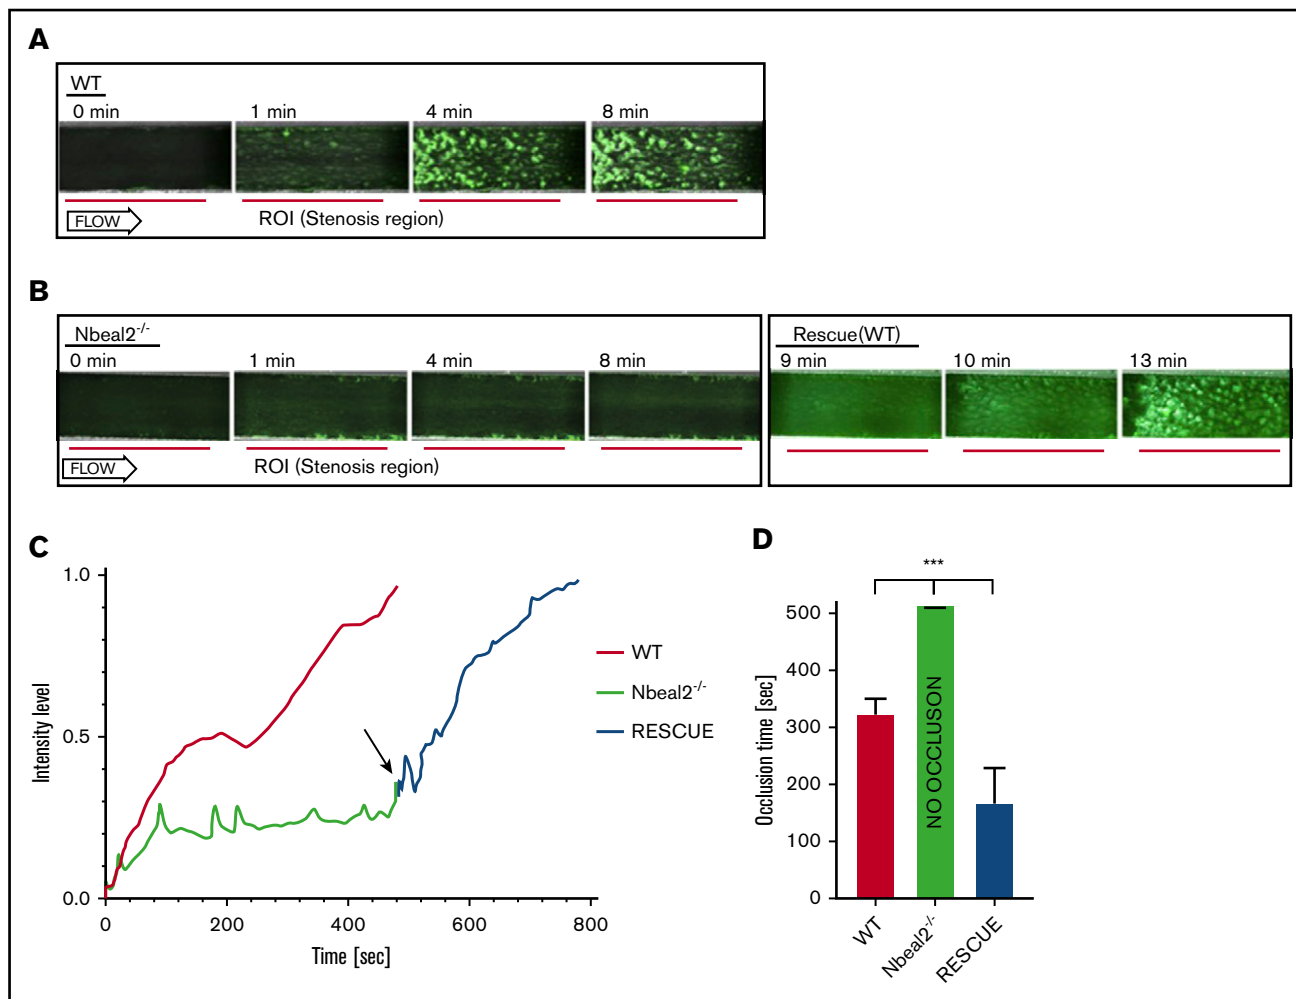 A
WT
0 min 1 min 4 min 8 min
FLOW ROI (Stenosis region)
B
Nbeal2-/- Rescue(WT)
0 min 1 min 4 min 8 min 9 min 10 min 13 min
FLOW ROI (Stenosis region)
C
1.0
0.5
0.0
Intensity level
0 200 400 600 800
Time [sec]
WT
Nbeal2-/-
RESCUE
D
***
500
400
300
200
100
0
Occlusion time [sec]
NO OCCLUSON
WT
Nbeal2-/-
RESCUE